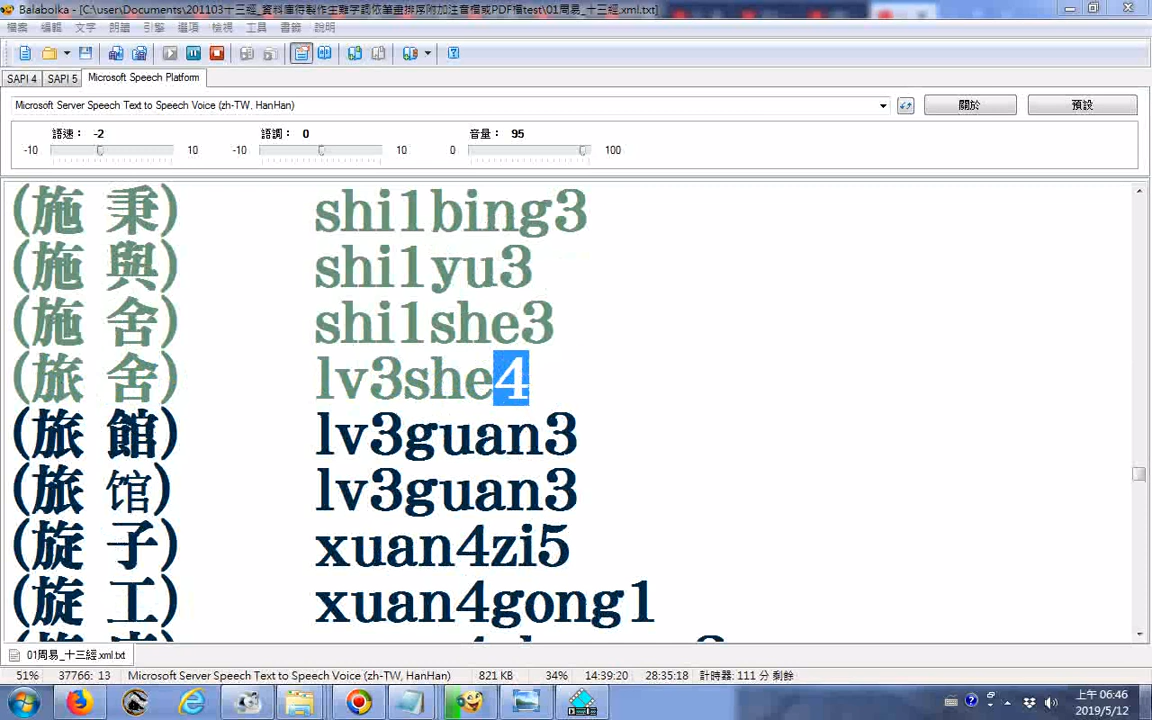 Balabolka - [C:\user\Documents\201103十三經_資料庫待製作生難字詞依筆畫排序附加注音檔或PDF檔test\01周易_十三經.xml.txt]
檔案 編輯 文字 朗讀 引擎 選項 檢視 工具 書籤 說明
SAPI 4 SAPI 5 Microsoft Speech Platform
Microsoft Server Speech Text to Speech Voice (zh-TW, HanHan) 關於 預設
語速： -2 語調： 0 音量： 95
-10 10 -10 10 0 100
(施 秉) shi1bing3
(施 與) shi1yu3
(施 舍) shi1she3
(旅 舍) lv3she4
(旅 館) lv3guan3
(旅 馆) lv3guan3
(旋 子) xuan4zi5
(旋 工) xuan4gong1
01周易_十三經.xml.txt
51% 37766: 13 Microsoft Server Speech Text to Speech Voice (zh-TW, HanHan) 821 KB 34% 14:39:20 28:35:18 計時器: 111 分 剩餘
上午 06:46
2019/5/12